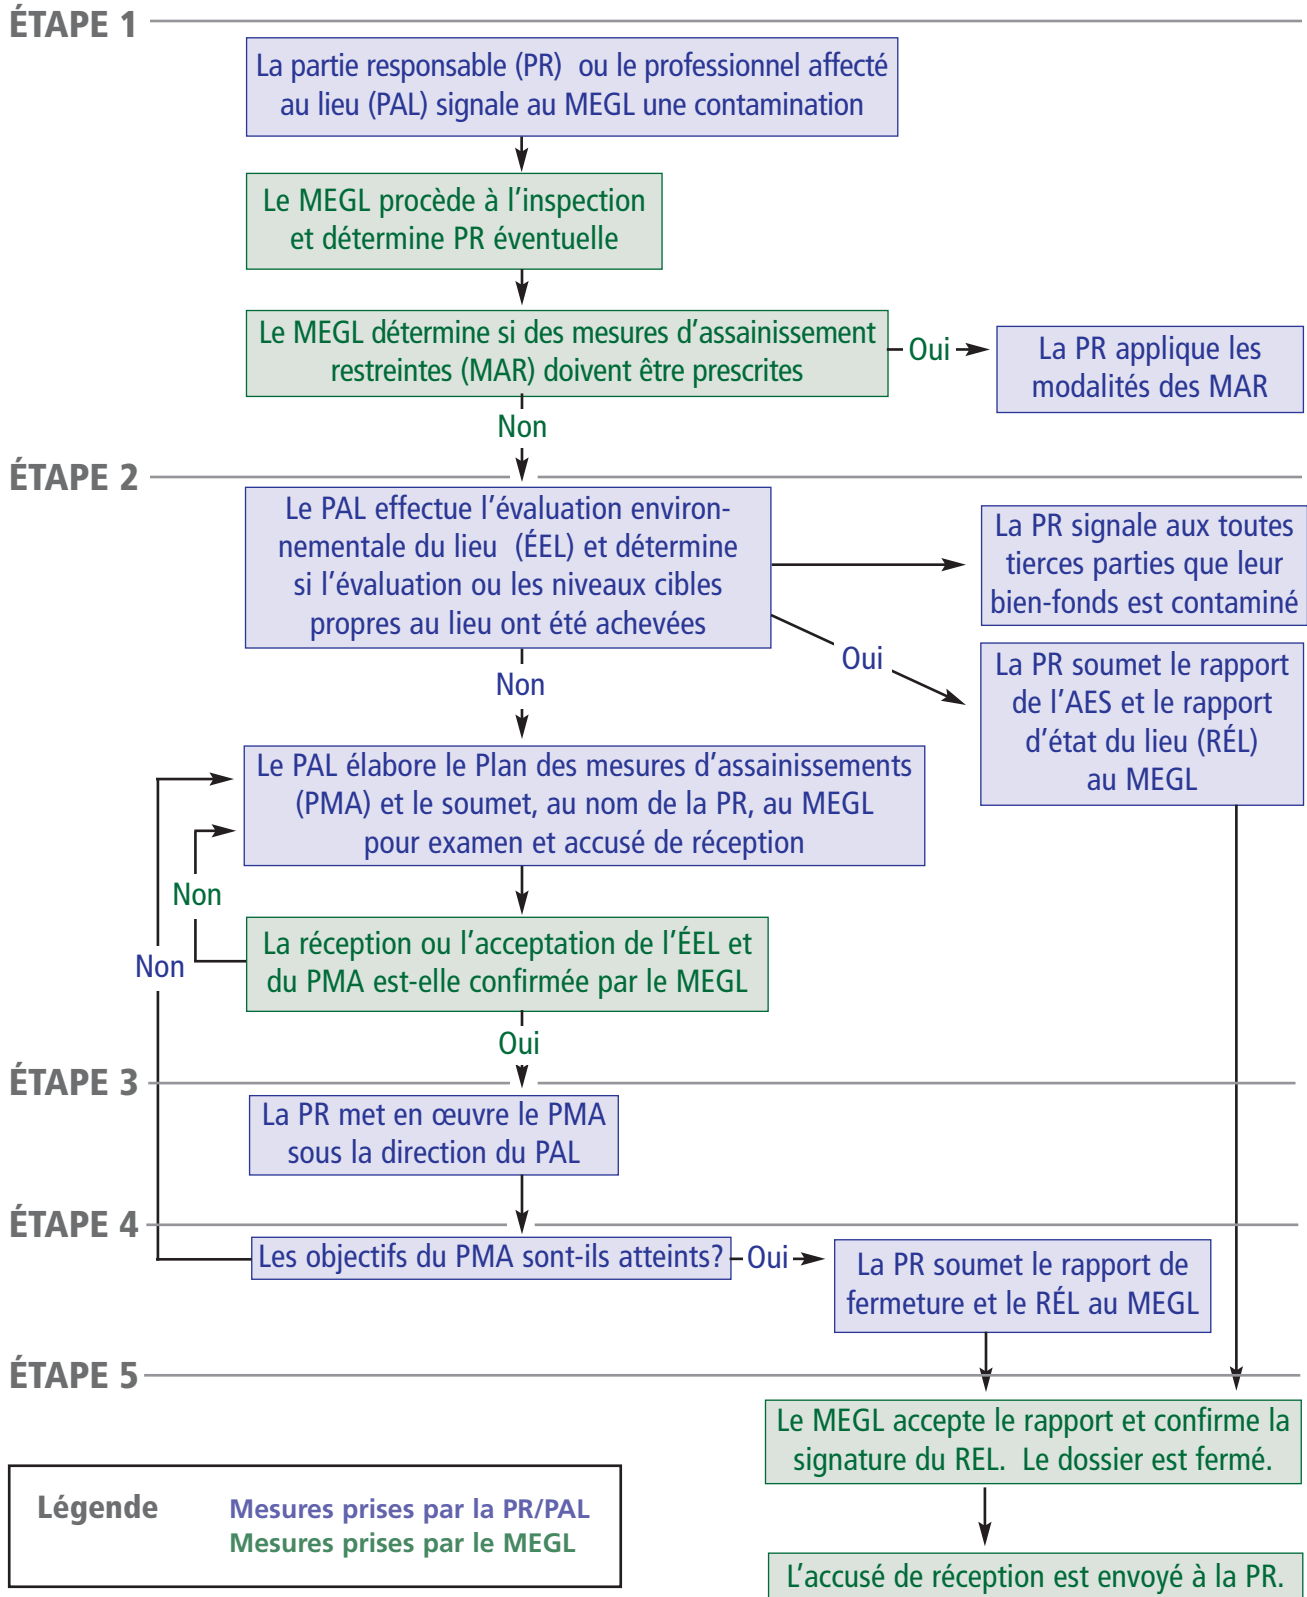 ÉTAPE 1
La partie responsable (PR) ou le professionnel affecté
au lieu (PAL) signale au MEGL une contamination
Le MEGL procède à l'inspection
et détermine PR éventuelle
Le MEGL détermine si des mesures d'assainissement
restreintes (MAR) doivent être prescrites
Oui
La PR applique les
modalités des MAR
Non
ÉTAPE 2
Le PAL effectue l'évaluation environ-
nementale du lieu (ÉEL) et détermine
si l'évaluation ou les niveaux cibles
propres au lieu ont été achevées
La PR signale aux toutes
tierces parties que leur
bien-fonds est contaminé
Oui
La PR soumet le rapport
de l'AES et le rapport
d'état du lieu (RÉL)
au MEGL
Non
Le PAL élabore le Plan des mesures d'assainissements
(PMA) et le soumet, au nom de la PR, au MEGL
pour examen et accusé de réception
Non
Non
La réception ou l'acceptation de l'ÉEL et
du PMA est-elle confirmée par le MEGL
Oui
ÉTAPE 3
La PR met en œuvre le PMA
sous la direction du PAL
ÉTAPE 4
Les objectifs du PMA sont-ils atteints?
Oui
La PR soumet le rapport de
fermeture et le RÉL au MEGL
ÉTAPE 5
Le MEGL accepte le rapport et confirme la
signature du REL. Le dossier est fermé.
L'accusé de réception est envoyé à la PR.
Légende
Mesures prises par la PR/PAL
Mesures prises par le MEGL